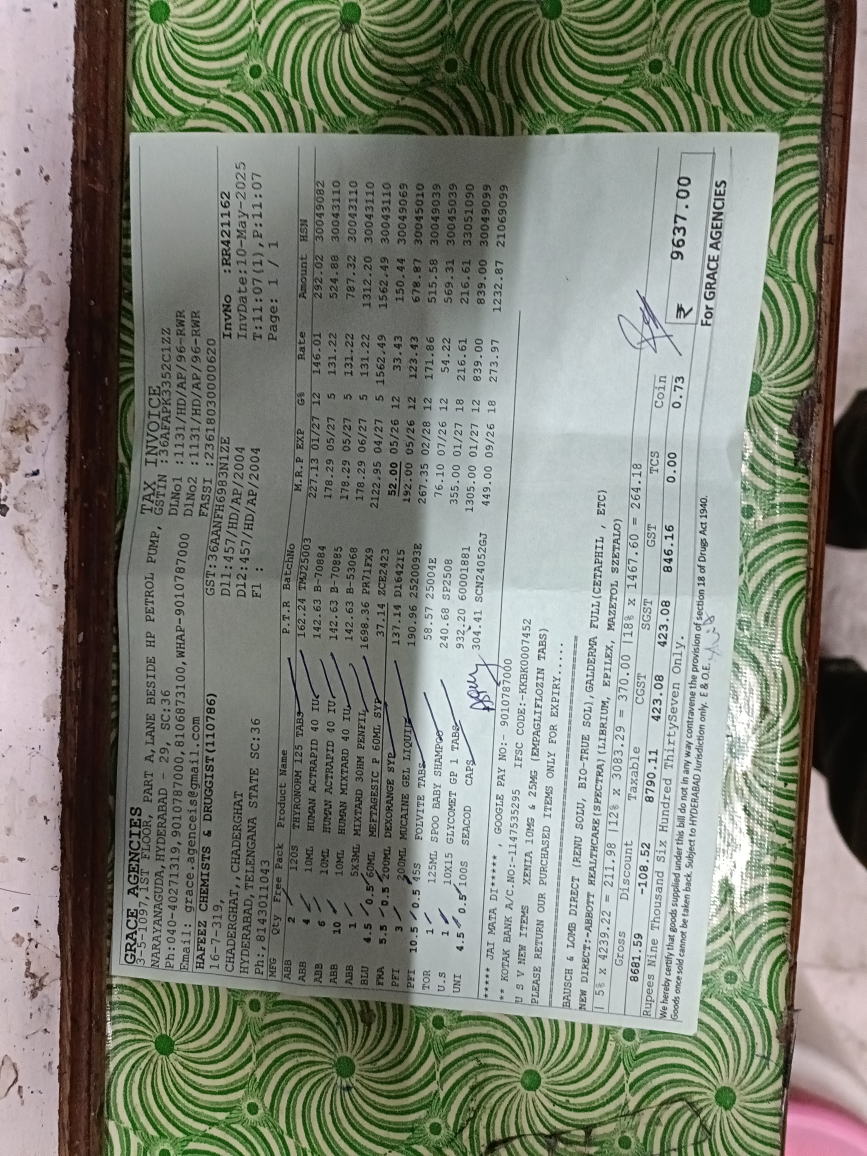 GRACE AGENCIES
3-5-1097,1ST FLOOR, PART A,LANE BESIDE HP PETROL PUMP,
NARAYANAGUDA,HYDERABAD - 29, SC:36
Ph:040-40271319,9010787000,8106873100,WHAP-9010787000
Email: grace.agencei8@gmail.com
TAX INVOICE
GSTIN :36AFAPK3352C1ZZ
DLNo1 :1131/HD/AP/96-RWR
DlNo2 :1131/HD/AP/96-RWR
FASSI :23618030000620
HAFEEZ CHEMISTS & DRUGGIST(110786)
16-7-319,
CHADERGHAT,,CHADERGHAT
HYDERABAD,TELENGANA STATE SC:36
Ph:,8143011043
GST:36AANFH6983N1ZE
Dl1:457/HD/AP/2004
Dl2:457/HD/AP/2004
Fl :
InvNo :RR421162
InvDate:10-May-2025
T:11:07(1),P:11:07
Page: 1 / 1
MFG Qty Free Pack Product Name P.T.R BatchNo M.R.P EXP G% Rate Amount HSN
ABB 2 120S THYRONORM 125 TABS 162.24 TMJ25003 227.13 01/27 12 146.01 292.02 30049082
ABB 4 10ML HUMAN ACTRAPID 40 IU 142.63 B-70884 178.29 05/27 5 131.22 524.88 30043110
ABB 6 10ML HUMAN ACTRAPID 40 IU 142.63 B-70885 178.29 05/27 5 131.22 787.32 30043110
ABB 10 10ML HUMAN MIXTARD 40 IU 142.63 B-53068 178.29 06/27 5 131.22 1312.20 30043110
ABB 1 5X3ML MIXTARD 30HM PENFIL 1698.36 PR71FX9 2122.95 04/27 5 1562.49 1562.49 30043110
BLU 4.5 0.5 60ML MEFTAGESIC P 60ML SYP 37.14 ZCE2423 52.00 05/26 12 33.43 150.44 30049069
FRA 5.5 0.5 200ML DEXORANGE SYP 137.14 D164215 192.00 05/26 12 123.43 678.87 30045010
PFI 3 200ML MUCAINE GEL LIQUID 190.96 2520093E 267.35 02/28 12 171.86 515.58 30049039
PFI 10.5 0.5 45S FOLVITE TABS 58.57 25004E 76.10 07/26 12 54.22 569.31 30045039
TOR 1 125ML SPOO BABY SHAMPOO 240.68 SP2508 355.00 01/27 18 216.61 216.61 33051090
U.S 1 10X15 GLYCOMET GP 1 TABS 932.20 60001881 1305.00 01/27 12 839.00 839.00 30049099
UNI 4.5 0.5 100S SEACOD CAPS 304.41 SCN24052GJ 449.00 09/26 18 273.97 1232.87 21069099
***** JAI MATA DI***** , GOOGLE PAY NO:- 9010787000
** KOTAK BANK A/C.NO:-1147535295 IFSC CODE:-KKBK0007452
U S V NEW ITEMS XENIA 10MG & 25MG (EMPAGLIFLOZIN TABS)
PLEASE RETURN OUR PURCHASED ITEMS ONLY FOR EXPIRY.....
BAUSCH & LOMB DIRECT (RENU SOLU, BIO-TRUE SOL),GALDERMA FULL(CETAPHIL , ETC)
NEW DIRECT:-ABBOTT HEALTHCARE(SPECTRA)(LIBRIUM, EPILEX, MAZETOL SZETALO)
| 5% x 4239.22 = 211.98 |12% x 3083.29 = 370.00 |18% x 1467.60 = 264.18
Gross Discount Taxable CGST SGST GST TCS Coin
8681.59 -108.52 8790.11 423.08 423.08 846.16 0.00 0.73
₹ 9637.00
Rupees Nine Thousand Six Hundred ThirtySeven Only.
We hereby certify that goods supplied under this bill do not in any way contravene the provision of section 18 of Drugs Act 1940.
Goods once sold cannot be taken back. Subject to HYDERABAD Jurisdiction only. E & O.E.
For GRACE AGENCIES